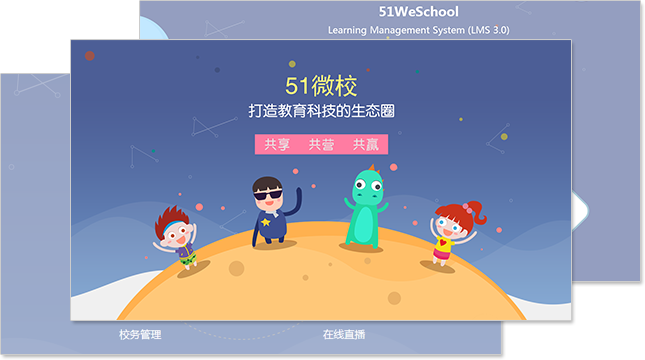 51WeSchool
Learning Management System (LMS 3.0)
51微校
打造教育科技的生态圈
共享 共营 共赢
校务管理 在线直播